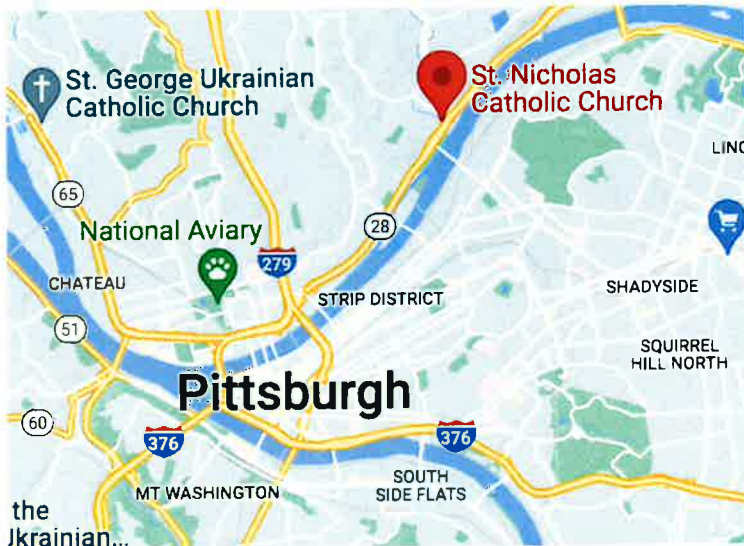 St. George Ukrainian
Catholic Church
St. Nicholas
Catholic Church
LINC
65
28
National Aviary
279
CHATEAU
STRIP DISTRICT
SHADYSIDE
51
SQUIRREL
HILL NORTH
Pittsburgh
60
376
376
SOUTH
SIDE FLATS
MT WASHINGTON
the
Ukrainian...